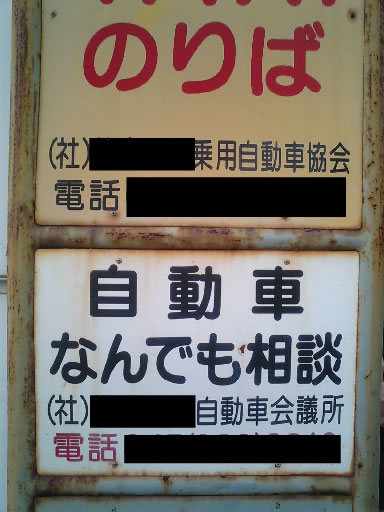 のりば
(社) 乗用自動車協会
電話
自動車
なんでも相談
(社) 自動車会議所
電話